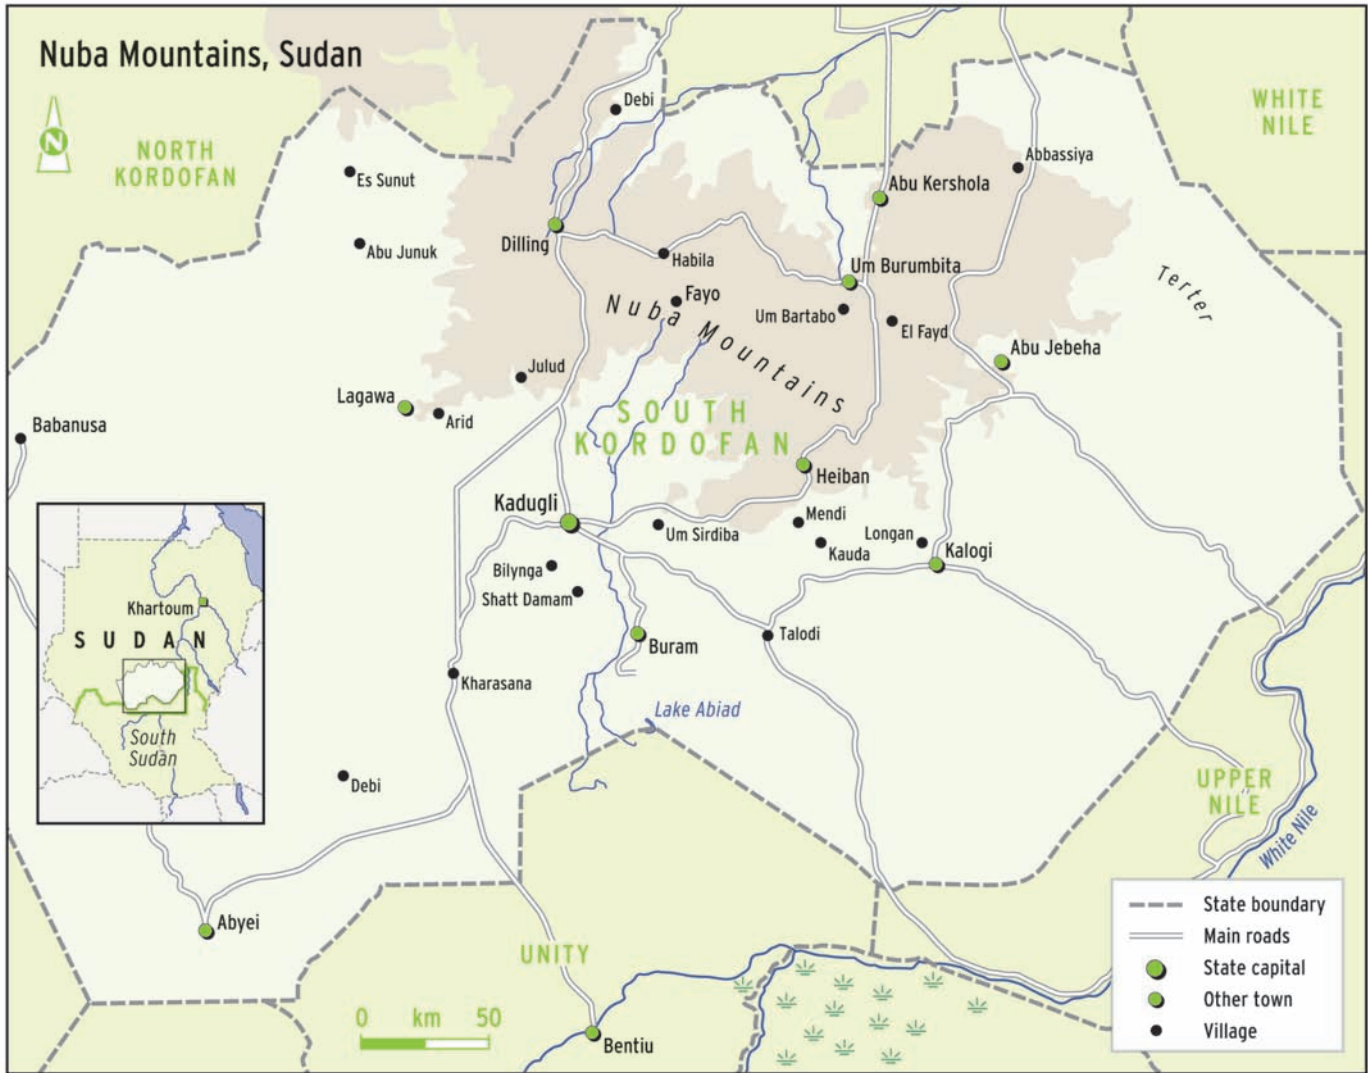 Nuba Mountains, Sudan
N
NORTH
KORDOFAN
WHITE
NILE
Debi
Es Sunut
Abbassiya
Abu Kershola
Dilling
Abu Junuk
Habila
Um Burumbita
Terter
Fayo
Nuba Mountains
Um Bartabo
El Fayd
Abu Jebeha
Julud
Lagawa
Arid
SOUTH
KORDOFAN
Babanusa
Heiban
Kadugli
Um Sirdiba
Mendi
Kauda
Longan
Kalogi
Bilynga
Shatt Damam
Khartoum
SUDAN
Buram
Talodi
Kharasana
Lake Abiad
South
Sudan
Debi
UPPER
NILE
White Nile
Abyei
UNITY
0 km 50
Bentiu
State boundary
Main roads
State capital
Other town
Village